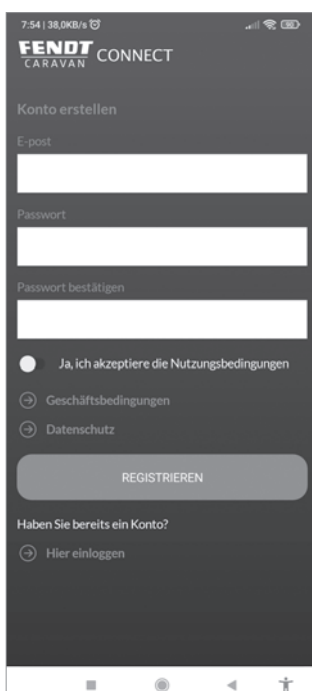 7:54 | 38,0KB/s
FENDT CONNECT
CARAVAN
Konto erstellen
E-post
Passwort
Passwort bestätigen
Ja, ich akzeptiere die Nutzungsbedingungen
Geschäftsbedingungen
Datenschutz
REGISTRIEREN
Haben Sie bereits ein Konto?
Hier einloggen